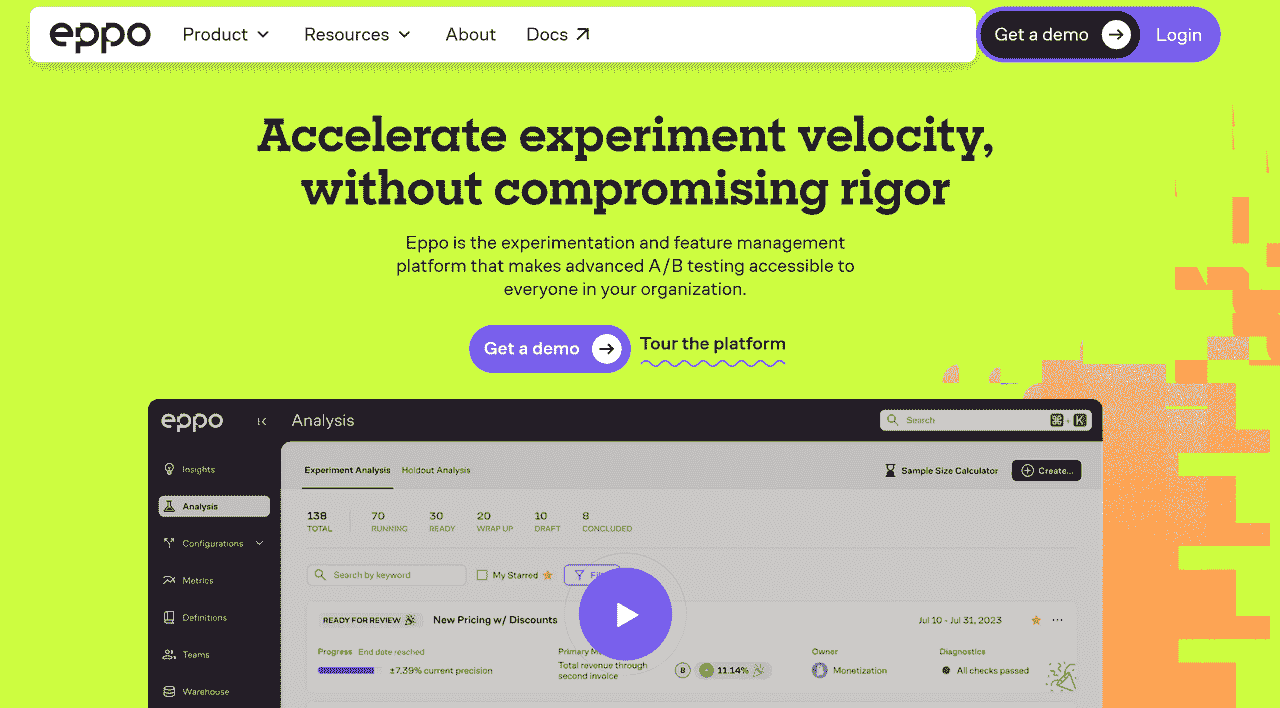 eppo Product Resources About Docs Get a demo Login
Accelerate experiment velocity,
without compromising rigor
Eppo is the experimentation and feature management
platform that makes advanced A/B testing accessible to
everyone in your organization.
Get a demo Tour the platform
eppo Analysis Search ⌘ + K
Insights
Analysis
Configurations
Metrics
Definitions
Teams
Warehouse
Experiment Analysis Holdout Analysis Sample Size Calculator Create...
138 70 30 20 10 8
TOTAL RUNNING READY WRAP UP DRAFT CONCLUDED
Search by keyword My Starred
READY FOR REVIEW New Pricing w/ Discounts Jul 10 - Jul 31, 2023
Progress End date reached Primary Owner Diagnostics
±7.39% current precision Total revenue through B 11.14% Monetization All checks passed
second invoice